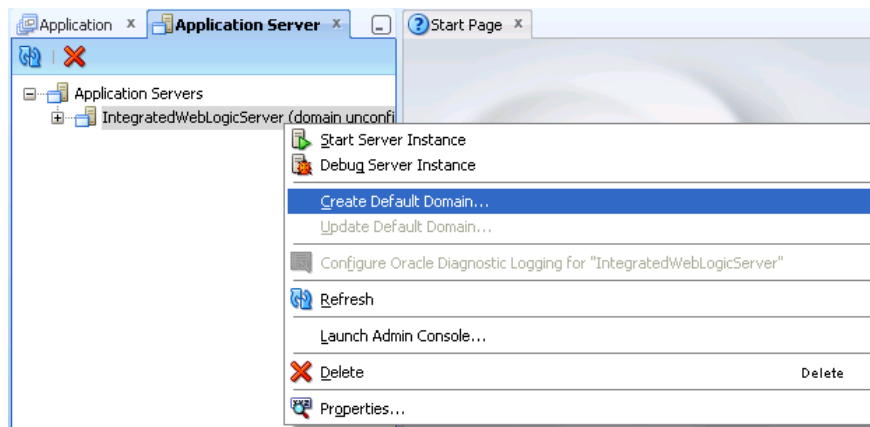 Application x Application Server x Start Page x
Application Servers
IntegratedWebLogicServer (domain unconfi
Start Server Instance
Debug Server Instance
Create Default Domain...
Update Default Domain...
Configure Oracle Diagnostic Logging for "IntegratedWebLogicServer"
Refresh
Launch Admin Console...
Delete Delete
Properties...